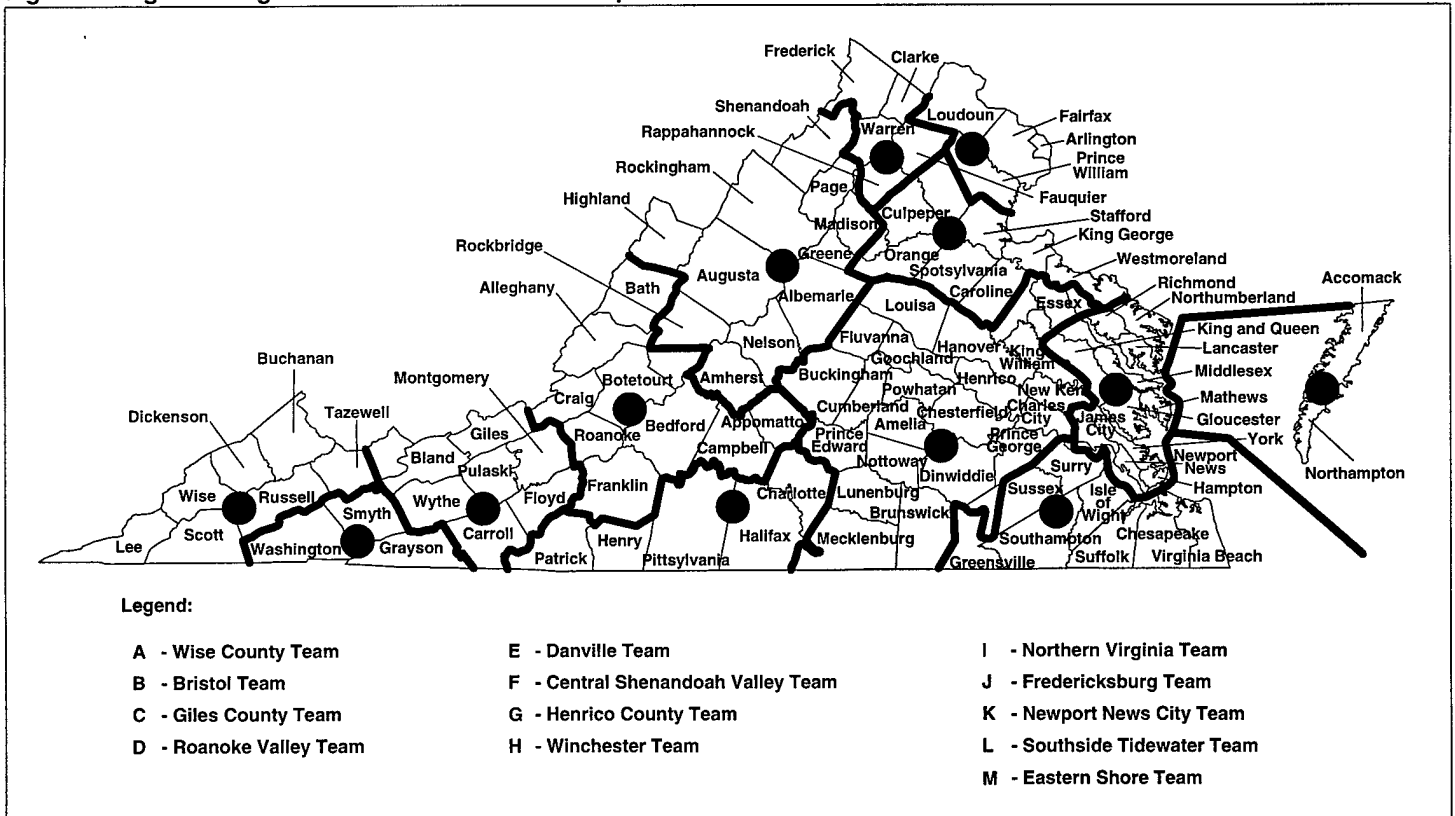 Frederick
Clarke
Shenandoah
Loudoun
Fairfax
Warren
Rappahannock
Arlington
Prince
William
Rockingham
Page
Fauquier
Highland
Culpeper
Stafford
Madison
King George
Rockbridge
Greene
Orange
Westmoreland
Augusta
Spotsylvania
Richmond
Accomack
Alleghany
Bath
Albemarle
Louisa
Caroline
Essex
Northumberland
King and Queen
Nelson
Fluvanna
Hanover
King
William
Lancaster
Buchanan
Goochland
Montgomery
Botetourt
Amherst
Buckingham
Henrico
Middlesex
Powhatan
New Kent
Craig
Mathews
Dickenson
Tazewell
Cumberland
Chesterfield
Charles
City
James
City
Gloucester
Bedford
Appomatto
Amelia
Giles
Roanoke
Prince
Edward
Prince
George
York
Bland
Campbell
Nottoway
Newport
News
Northampton
Pulaski
Dinwiddie
Surry
Wise
Russell
Wythe
Floyd
Franklin
Charlotte
Lunenburg
Sussex
Isle
of
Wight
Hampton
Smyth
Brunswick
Scott
Carroll
Halifax
Mecklenburg
Southampton
Chesapeake
Lee
Washington
Grayson
Patrick
Henry
Pittsylvania
Greensville
Suffolk
Virginia Beach
Legend:
A - Wise County Team
B - Bristol Team
C - Giles County Team
D - Roanoke Valley Team
E - Danville Team
F - Central Shenandoah Valley Team
G - Henrico County Team
H - Winchester Team
I - Northern Virginia Team
J - Fredericksburg Team
K - Newport News City Team
L - Southside Tidewater Team
M - Eastern Shore Team